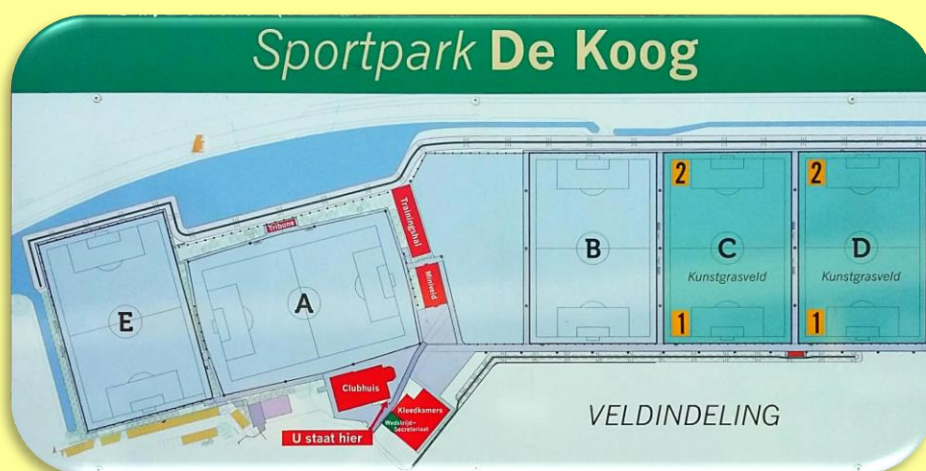 Sportpark De Koog
Tribune
Trainingshal
Miniveld
E
A
B
2
C
Kunstgrasveld
1
2
D
Kunstgrasveld
1
Clubhuis
Kleedkamers
Wedstrijd-
Secretariaat
U staat hier
VELDINDELING